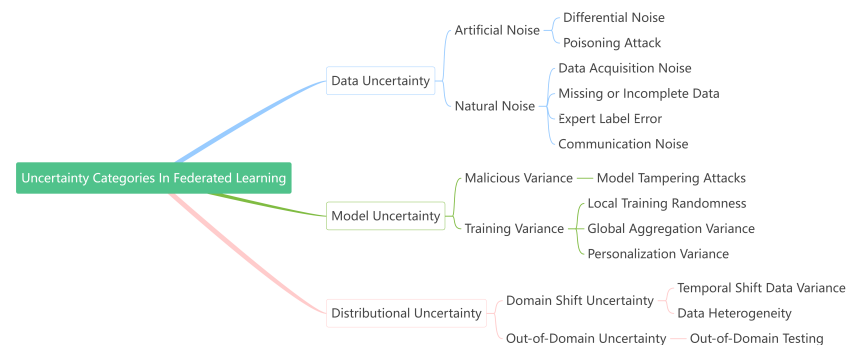 Uncertainty Categories In Federated Learning
Data Uncertainty
Artificial Noise
Differential Noise
Poisoning Attack
Natural Noise
Data Acquisition Noise
Missing or Incomplete Data
Expert Label Error
Communication Noise
Model Uncertainty
Malicious Variance
Model Tampering Attacks
Training Variance
Local Training Randomness
Global Aggregation Variance
Personalization Variance
Distributional Uncertainty
Domain Shift Uncertainty
Temporal Shift Data Variance
Data Heterogeneity
Out-of-Domain Uncertainty
Out-of-Domain Testing